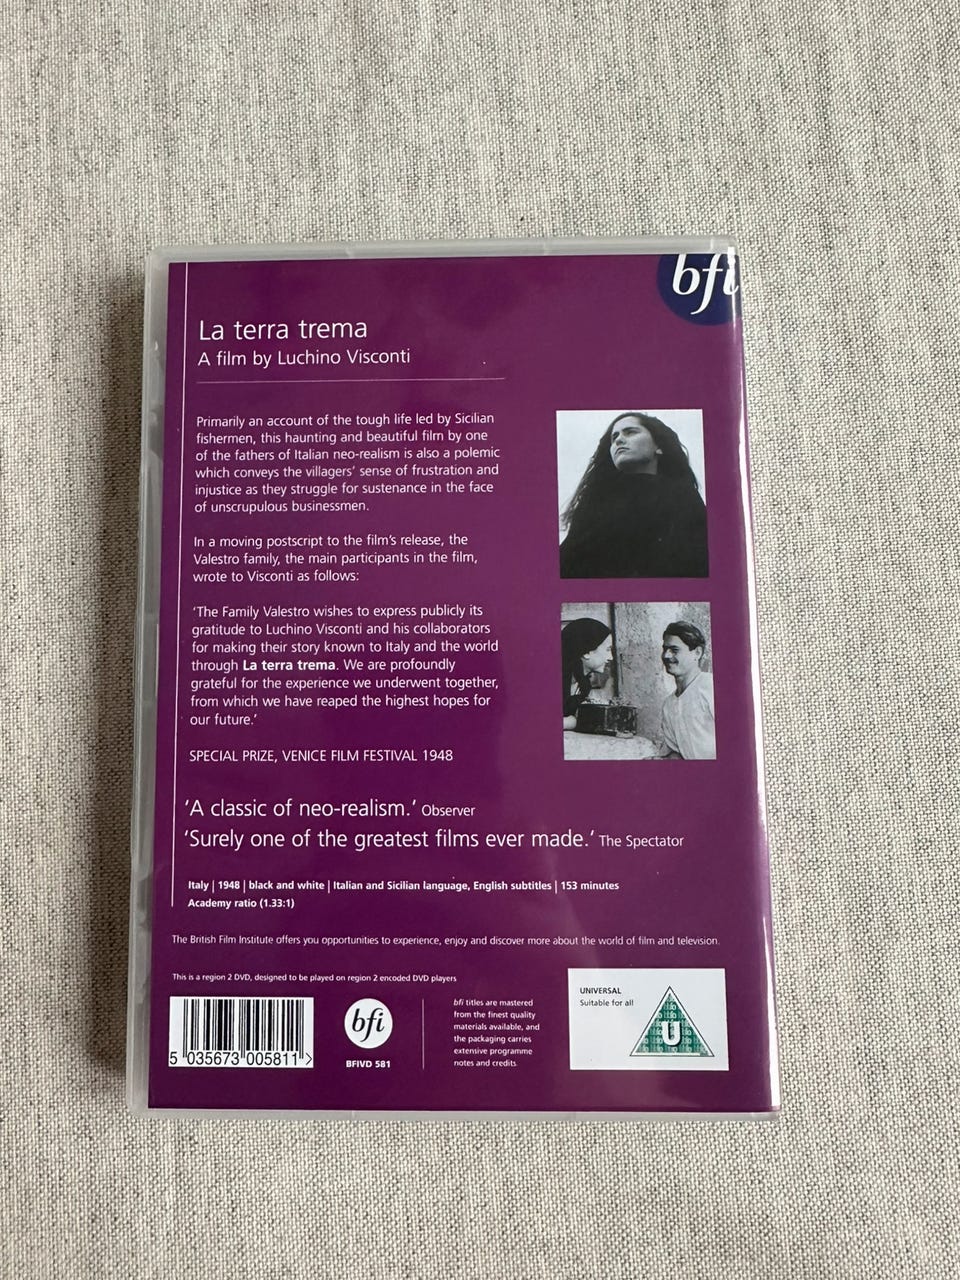 bfi
La terra trema
A film by Luchino Visconti
Primarily an account of the tough life led by Sicilian
fishermen, this haunting and beautiful film by one
of the fathers of Italian neo-realism is also a polemic
which conveys the villagers' sense of frustration and
injustice as they struggle for sustenance in the face
of unscrupulous businessmen.
In a moving postscript to the film's release, the
Valestro family, the main participants in the film,
wrote to Visconti as follows:
'The Family Valestro wishes to express publicly its
gratitude to Luchino Visconti and his collaborators
for making their story known to Italy and the world
through La terra trema. We are profoundly
grateful for the experience we underwent together,
from which we have reaped the highest hopes for
our future.'
SPECIAL PRIZE, VENICE FILM FESTIVAL 1948
'A classic of neo-realism.' Observer
'Surely one of the greatest films ever made.' The Spectator
Italy | 1948 | black and white | Italian and Sicilian language, English subtitles | 153 minutes
Academy ratio (1.33:1)
The British Film Institute offers you opportunities to experience, enjoy and discover more about the world of film and television.
This is a region 2 DVD, designed to be played on region 2 encoded DVD players
5 035673 005811 >
bfi
BFIVD 581
bfi titles are mastered
from the finest quality
materials available, and
the packaging carries
extensive programme
notes and credits.
UNIVERSAL
Suitable for all
U